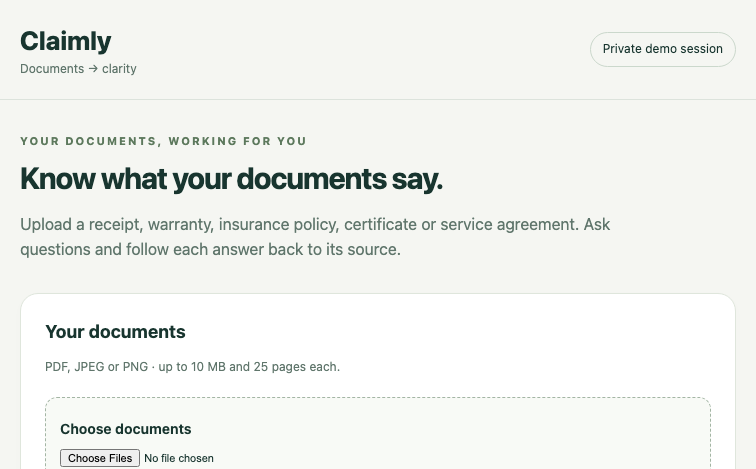 Claimly
Documents → clarity
Private demo session
YOUR DOCUMENTS, WORKING FOR YOU
Know what your documents say.
Upload a receipt, warranty, insurance policy, certificate or service agreement. Ask
questions and follow each answer back to its source.
Your documents
PDF, JPEG or PNG · up to 10 MB and 25 pages each.
Choose documents
Choose Files No file chosen